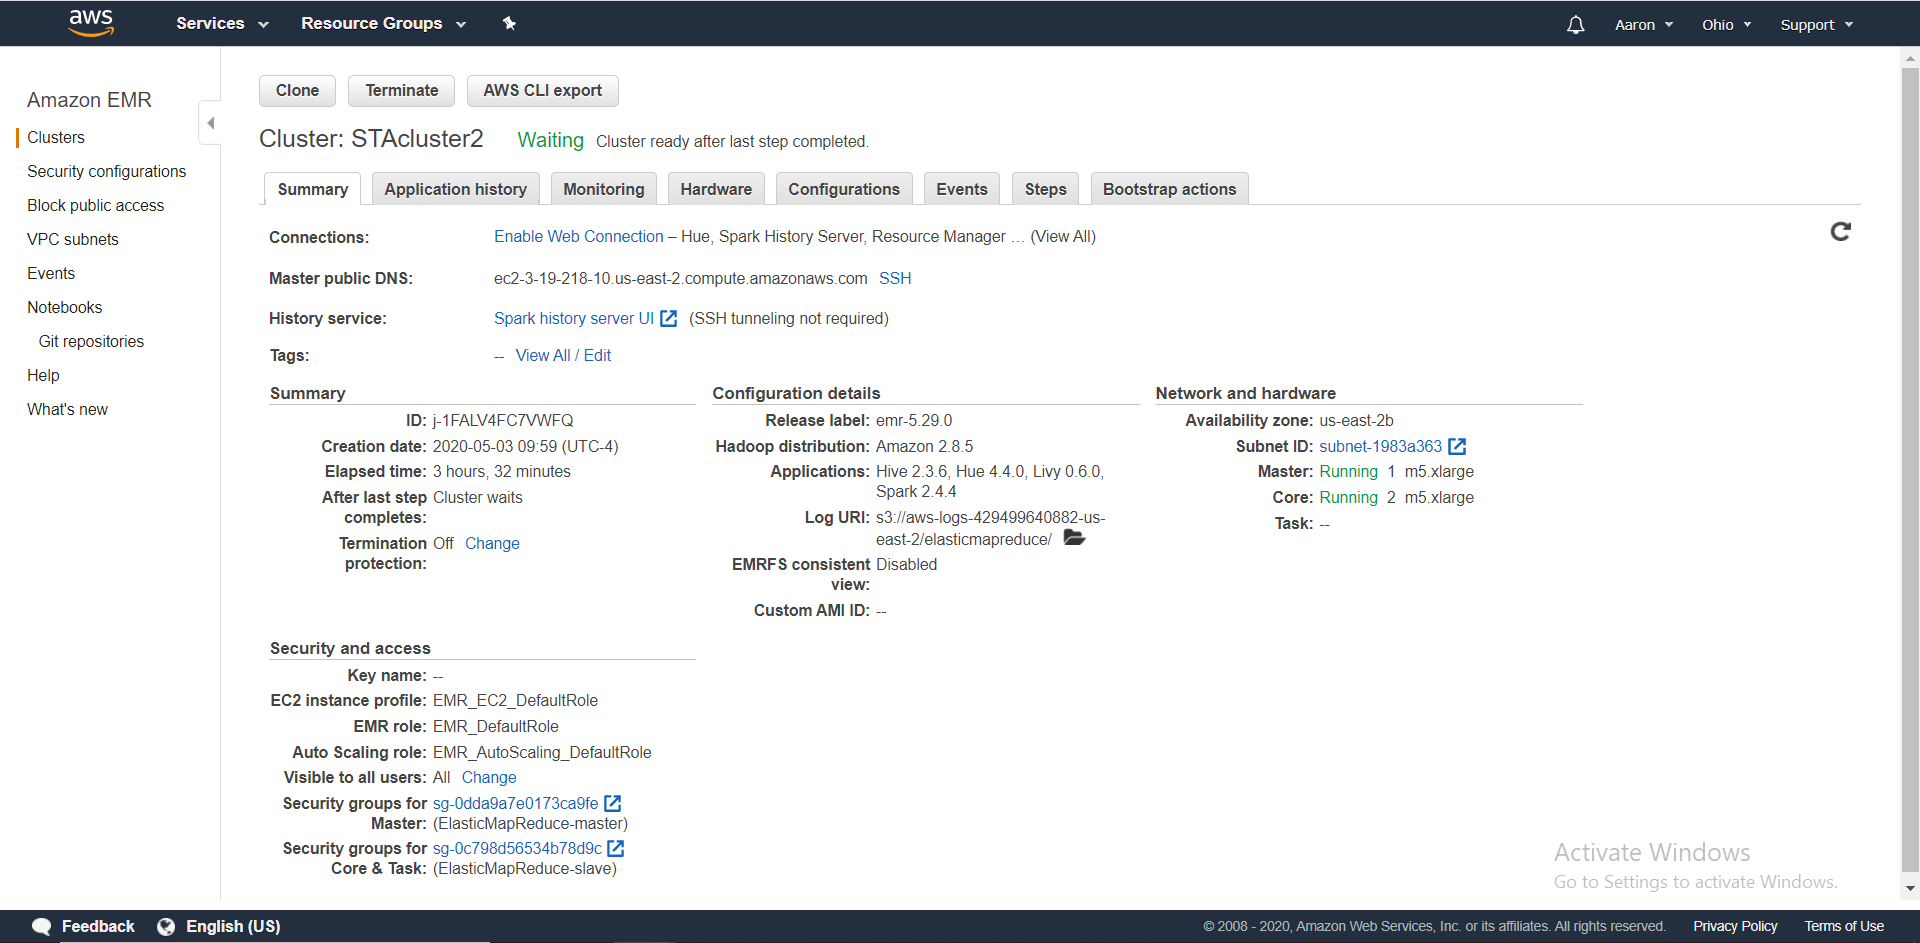 aws Services Resource Groups Aaron Ohio Support
Amazon EMR
Clusters
Security configurations
Block public access
VPC subnets
Events
Notebooks
Git repositories
Help
What's new
Clone Terminate AWS CLI export
Cluster: STAcluster2 Waiting Cluster ready after last step completed.
Summary Application history Monitoring Hardware Configurations Events Steps Bootstrap actions
Connections: Enable Web Connection – Hue, Spark History Server, Resource Manager … (View All)
Master public DNS: ec2-3-19-218-10.us-east-2.compute.amazonaws.com SSH
History service: Spark history server UI (SSH tunneling not required)
Tags: -- View All / Edit
Summary
ID: j-1FALV4FC7VWFQ
Creation date: 2020-05-03 09:59 (UTC-4)
Elapsed time: 3 hours, 32 minutes
After last step Cluster waits
completes:
Termination Off Change
protection:
Configuration details
Release label: emr-5.29.0
Hadoop distribution: Amazon 2.8.5
Applications: Hive 2.3.6, Hue 4.4.0, Livy 0.6.0,
Spark 2.4.4
Log URI: s3://aws-logs-429499640882-us-
east-2/elasticmapreduce/
EMRFS consistent Disabled
view:
Custom AMI ID: --
Network and hardware
Availability zone: us-east-2b
Subnet ID: subnet-1983a363
Master: Running 1 m5.xlarge
Core: Running 2 m5.xlarge
Task: --
Security and access
Key name: --
EC2 instance profile: EMR_EC2_DefaultRole
EMR role: EMR_DefaultRole
Auto Scaling role: EMR_AutoScaling_DefaultRole
Visible to all users: All Change
Security groups for sg-0dda9a7e0173ca9fe
Master: (ElasticMapReduce-master)
Security groups for sg-0c798d56534b78d9c
Core & Task: (ElasticMapReduce-slave)
Activate Windows
Go to Settings to activate Windows.
Feedback English (US) © 2008 - 2020, Amazon Web Services, Inc. or its affiliates. All rights reserved. Privacy Policy Terms of Use